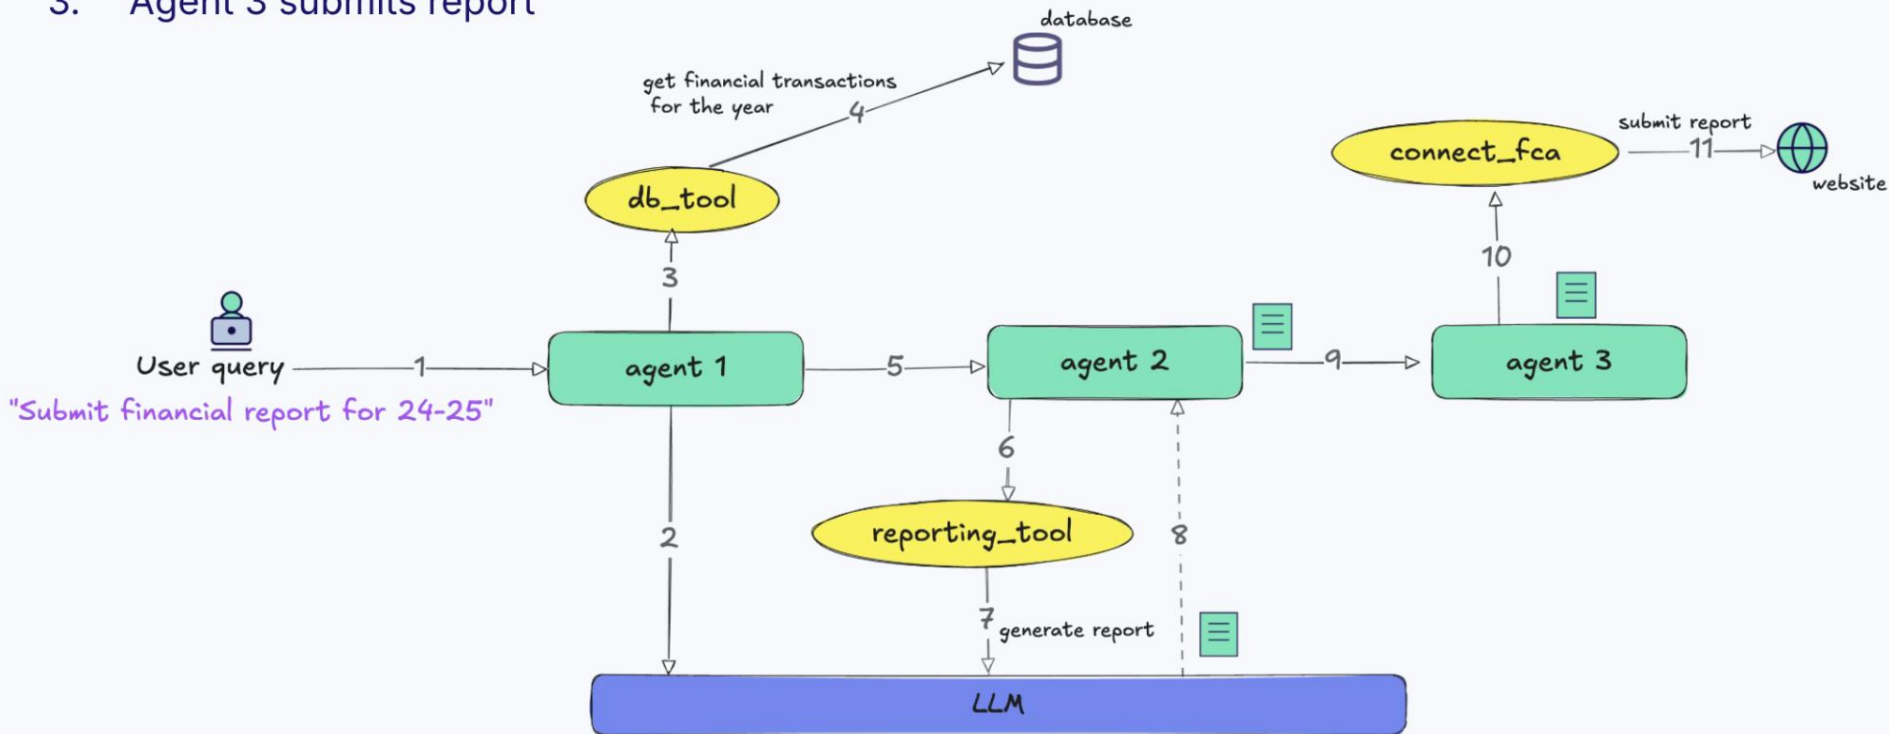 3. Agent 3 submits report
database
get financial transactions
for the year
4
submit report
connect_fca
11
website
db_tool
3
10
User query
1
agent 1
5
agent 2
9
agent 3
"Submit financial report for 24-25"
6
2
reporting_tool
8
7
generate report
LLM